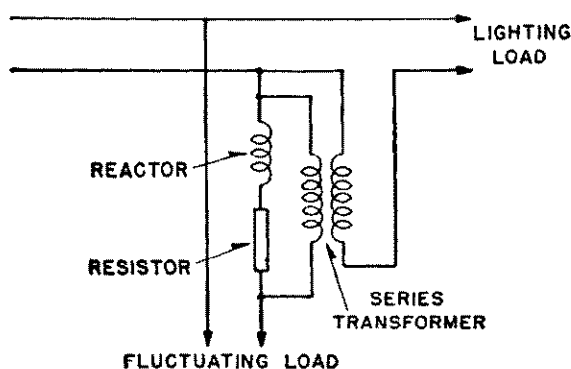 LIGHTING
LOAD
REACTOR
RESISTOR
SERIES
TRANSFORMER
FLUCTUATING LOAD